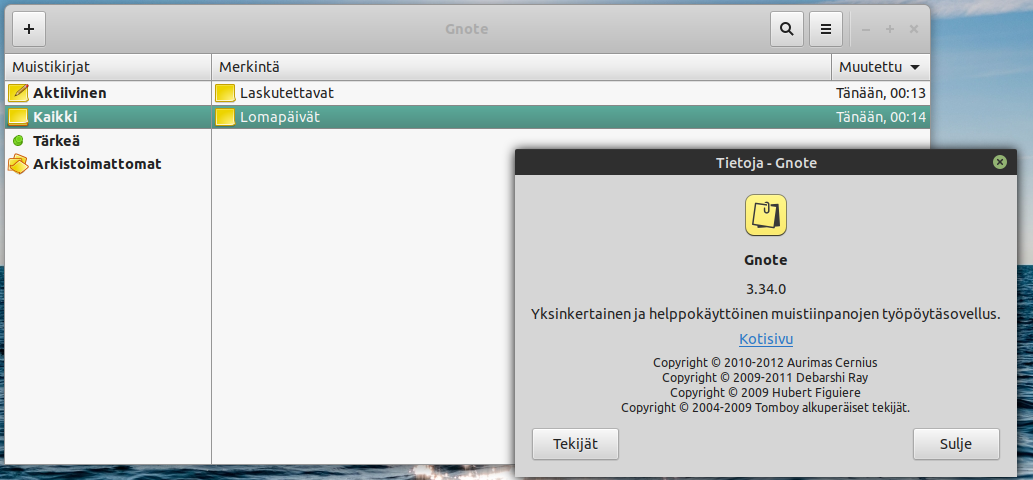 Gnote
Muistikirjat
Merkintä
Muutettu
Aktiivinen
Laskutettavat
Tänään, 00:13
Kaikki
Lomapäivät
Tänään, 00:14
Tärkeä
Arkistoimattomat
Tietoja - Gnote
Gnote
3.34.0
Yksinkertainen ja helppokäyttöinen muistiinpanojen työpöytäsovellus.
Kotisivu
Copyright © 2010-2012 Aurimas Cernius
Copyright © 2009-2011 Debarshi Ray
Copyright © 2009 Hubert Figuiere
Copyright © 2004-2009 Tomboy alkuperäiset tekijät.
Tekijät
Sulje